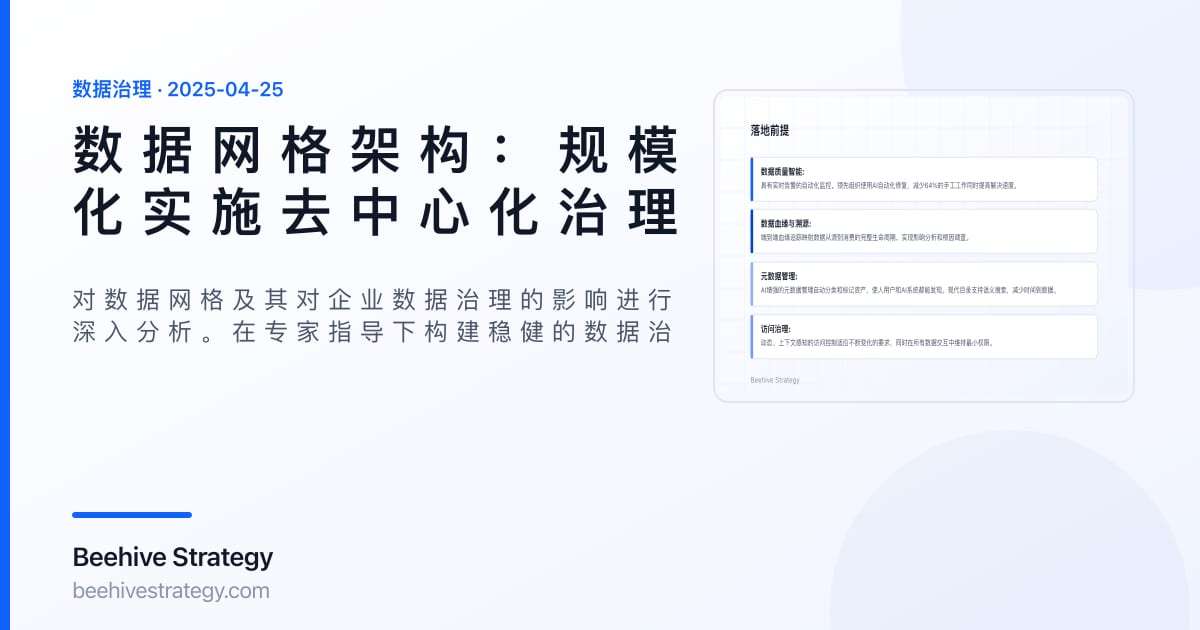 数据治理 · 2025-04-25
数据网格架构：规模
化实施去中心化治理
对数据网格及其对企业数据治理的影响进行
深入分析。在专家指导下构建稳健的数据治
落地前提
数据质量智能:
具有实时告警的自动化监控。领先组织使用AI自动化修复，减少64%的手工工作同时提高解决速度。
数据血缘与溯源:
端到端血缘追踪映射数据从源到消费的完整生命周期，实现影响分析和根因调查。
元数据管理:
AI增强的元数据管理自动分类和标记资产，使人用户和AI系统都能发现。现代目录支持语义搜索，减少时间到数据。
访问治理:
动态、上下文感知的访问控制适应不断变化的要求，同时在所有数据交互中维持最小权限。
Beehive Strategy
Beehive Strategy
beehivestrategy.com